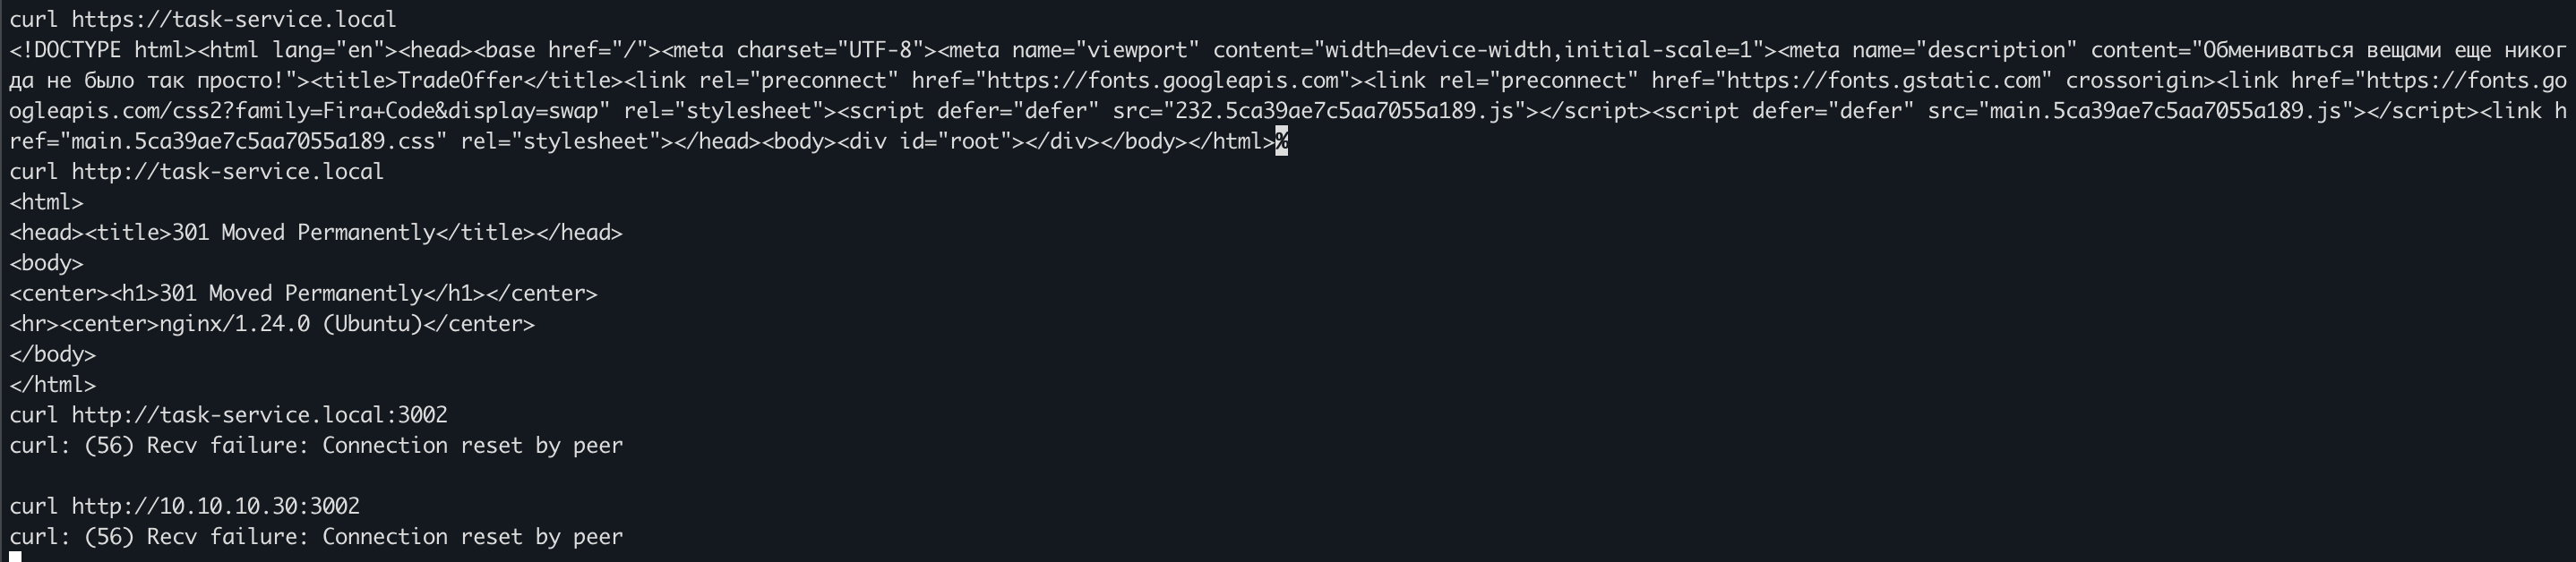 curl https://task-service.local
<!DOCTYPE html><html lang="en"><head><base href="/"><meta charset="UTF-8"><meta name="viewport" content="width=device-width,initial-scale=1"><meta name="description" content="Обмениваться вещами еще никог
да не было так просто!"><title>TradeOffer</title><link rel="preconnect" href="https://fonts.googleapis.com"><link rel="preconnect" href="https://fonts.gstatic.com" crossorigin><link href="https://fonts.go
ogleapis.com/css2?family=Fira+Code&display=swap" rel="stylesheet"><script defer="defer" src="232.5ca39ae7c5aa7055a189.js"></script><script defer="defer" src="main.5ca39ae7c5aa7055a189.js"></script><link h
ref="main.5ca39ae7c5aa7055a189.css" rel="stylesheet"></head><body><div id="root"></div></body></html>%
curl http://task-service.local
<html>
<head><title>301 Moved Permanently</title></head>
<body>
<center><h1>301 Moved Permanently</h1></center>
<hr><center>nginx/1.24.0 (Ubuntu)</center>
</body>
</html>
curl http://task-service.local:3002
curl: (56) Recv failure: Connection reset by peer
curl http://10.10.10.30:3002
curl: (56) Recv failure: Connection reset by peer